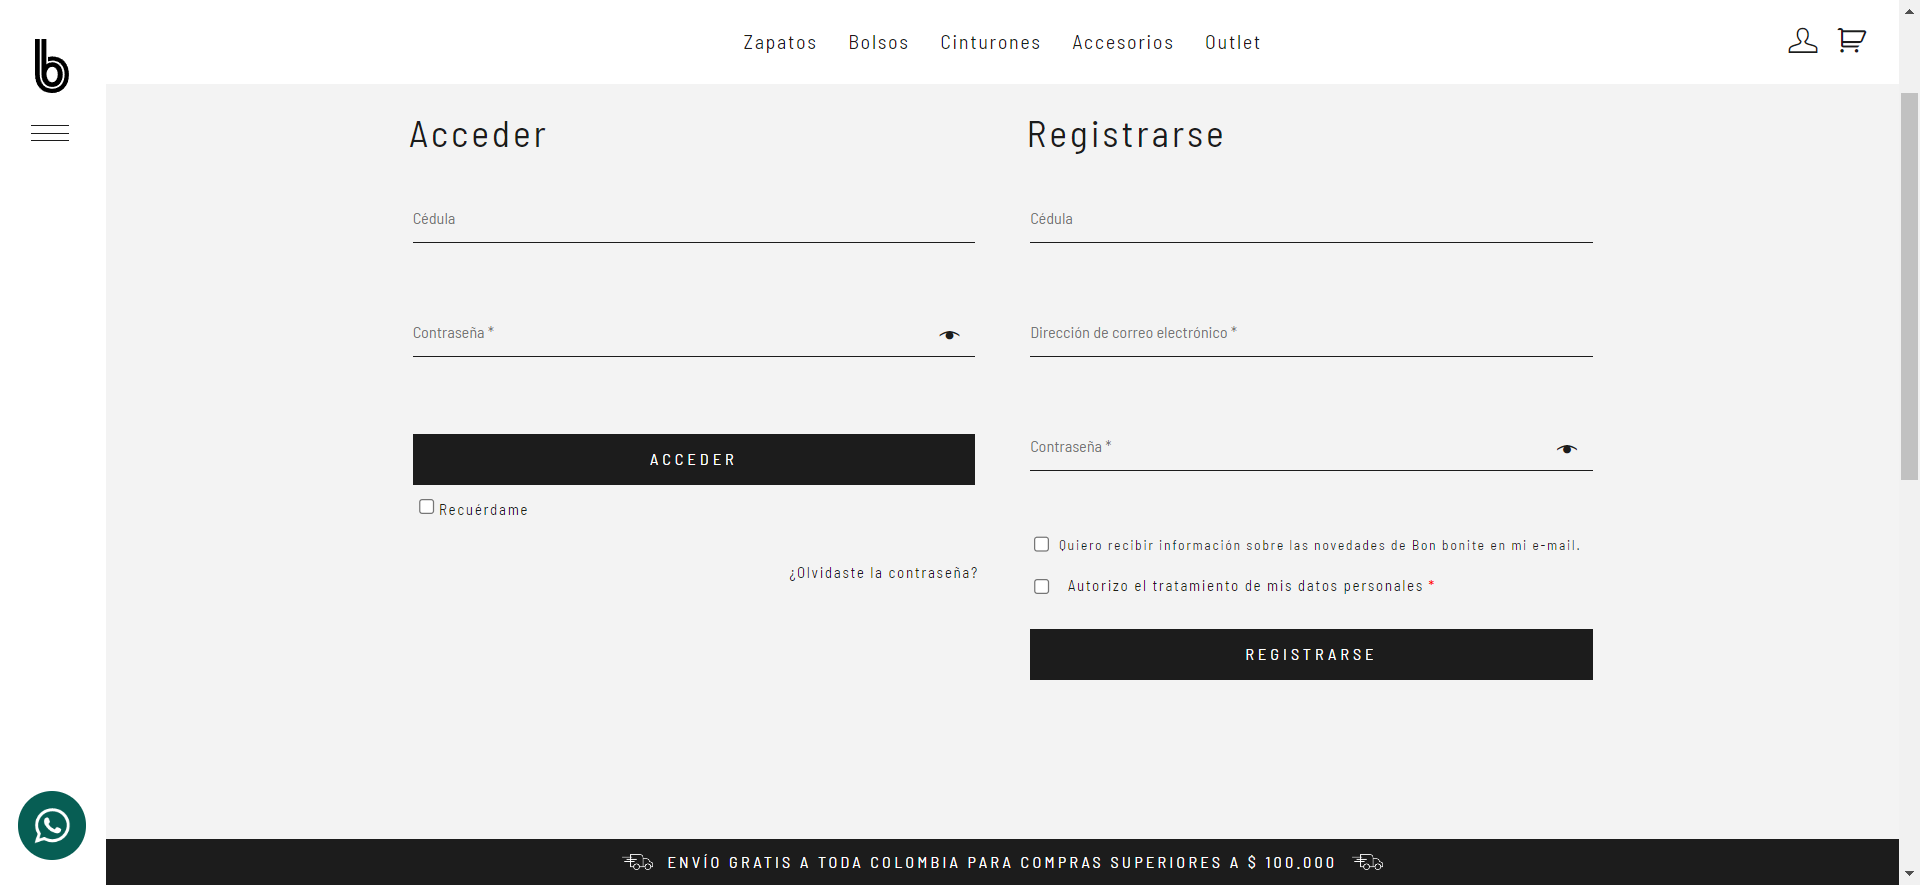 b
Zapatos Bolsos Cinturones Accesorios Outlet
Acceder
Cédula
Contraseña *
ACCEDER
Recuérdame
¿Olvidaste la contraseña?
Registrarse
Cédula
Dirección de correo electrónico *
Contraseña *
Quiero recibir información sobre las novedades de Bon bonite en mi e-mail.
Autorizo el tratamiento de mis datos personales *
REGISTRARSE
ENVÍO GRATIS A TODA COLOMBIA PARA COMPRAS SUPERIORES A $ 100.000